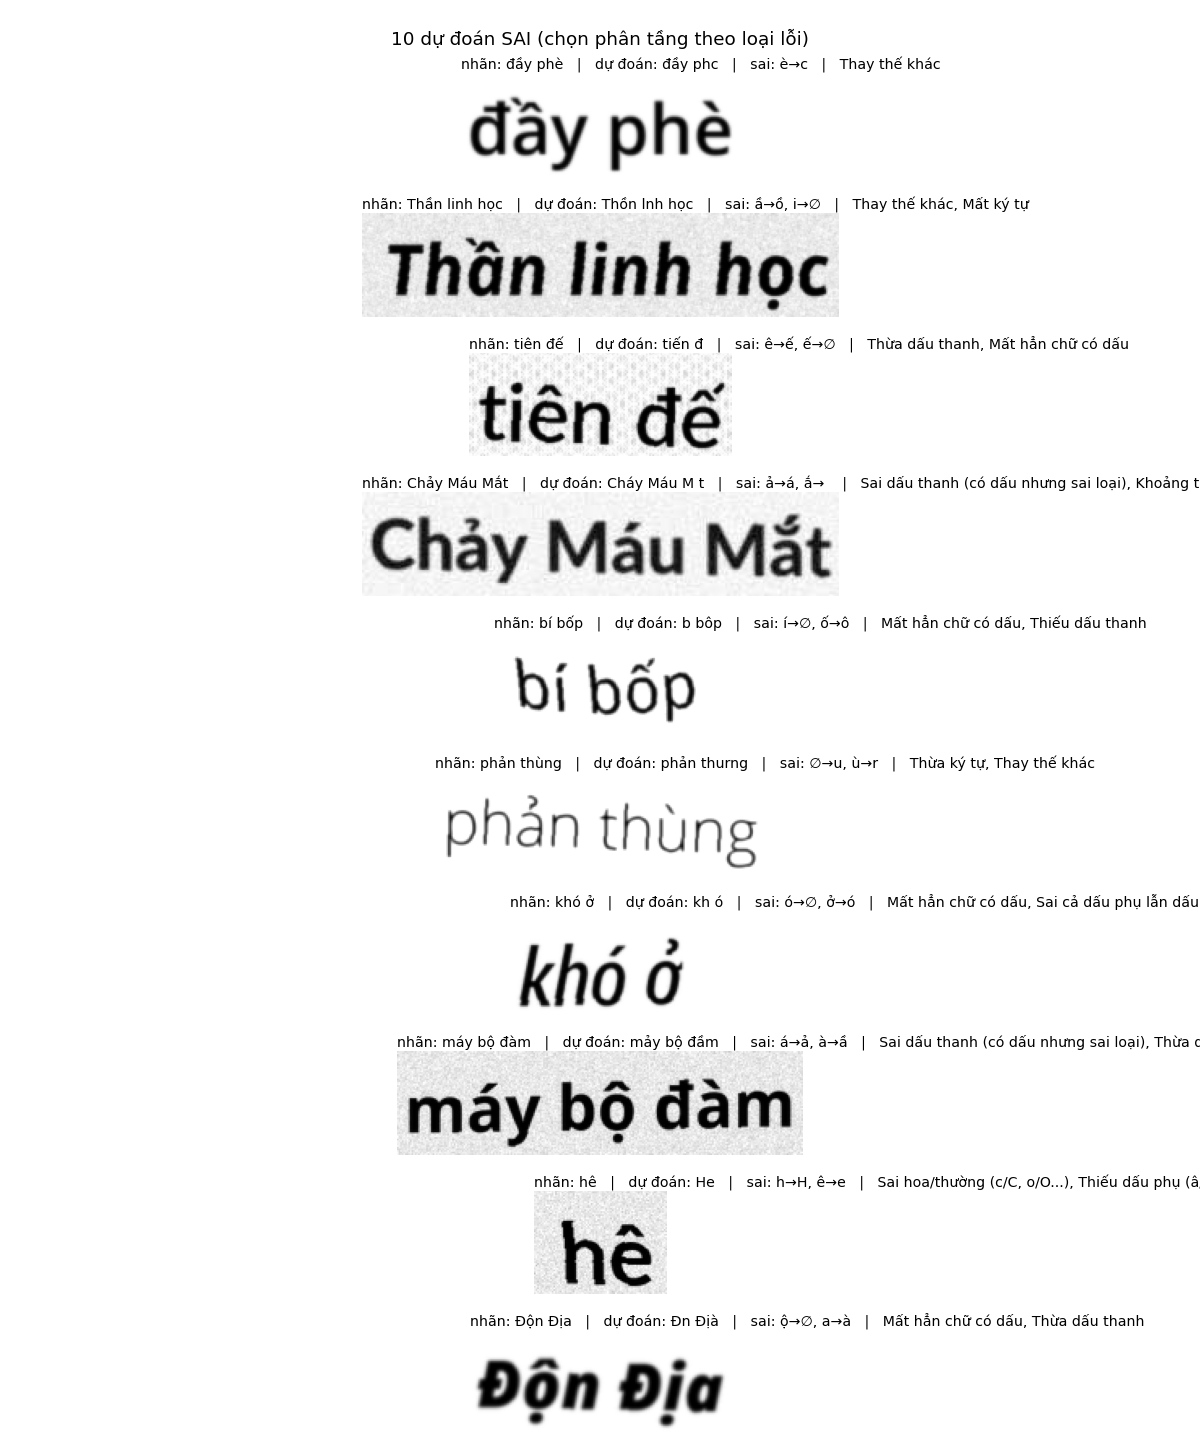 10 dự đoán SAI (chọn phân tầng theo loại lỗi)
nhãn: đầy phè | dự đoán: đầy phc | sai: è→c | Thay thế khác
đầy phè
nhãn: Thần linh học | dự đoán: Thồn lnh học | sai: ầ→ồ, i→∅ | Thay thế khác, Mất ký tự
Thần linh học
nhãn: tiên đế | dự đoán: tiến đ | sai: ê→ế, ế→∅ | Thừa dấu thanh, Mất hẳn chữ có dấu
tiên đế
nhãn: Chảy Máu Mắt | dự đoán: Cháy Máu M t | sai: ả→á, ắ→ | Sai dấu thanh (có dấu nhưng sai loại), Khoảng t
Chảy Máu Mắt
nhãn: bí bốp | dự đoán: b bôp | sai: í→∅, ố→ô | Mất hẳn chữ có dấu, Thiếu dấu thanh
bí bốp
nhãn: phản thùng | dự đoán: phản thurng | sai: ∅→u, ù→r | Thừa ký tự, Thay thế khác
phản thùng
nhãn: khó ở | dự đoán: kh ó | sai: ó→∅, ở→ó | Mất hẳn chữ có dấu, Sai cả dấu phụ lẫn dấu
khó ở
nhãn: máy bộ đàm | dự đoán: mảy bộ đầm | sai: á→ả, à→ầ | Sai dấu thanh (có dấu nhưng sai loại), Thừa d
máy bộ đàm
nhãn: hê | dự đoán: He | sai: h→H, ê→e | Sai hoa/thường (c/C, o/O...), Thiếu dấu phụ (â
hê
nhãn: Độn Địa | dự đoán: Đn Địà | sai: ộ→∅, a→à | Mất hẳn chữ có dấu, Thừa dấu thanh
Độn Địa